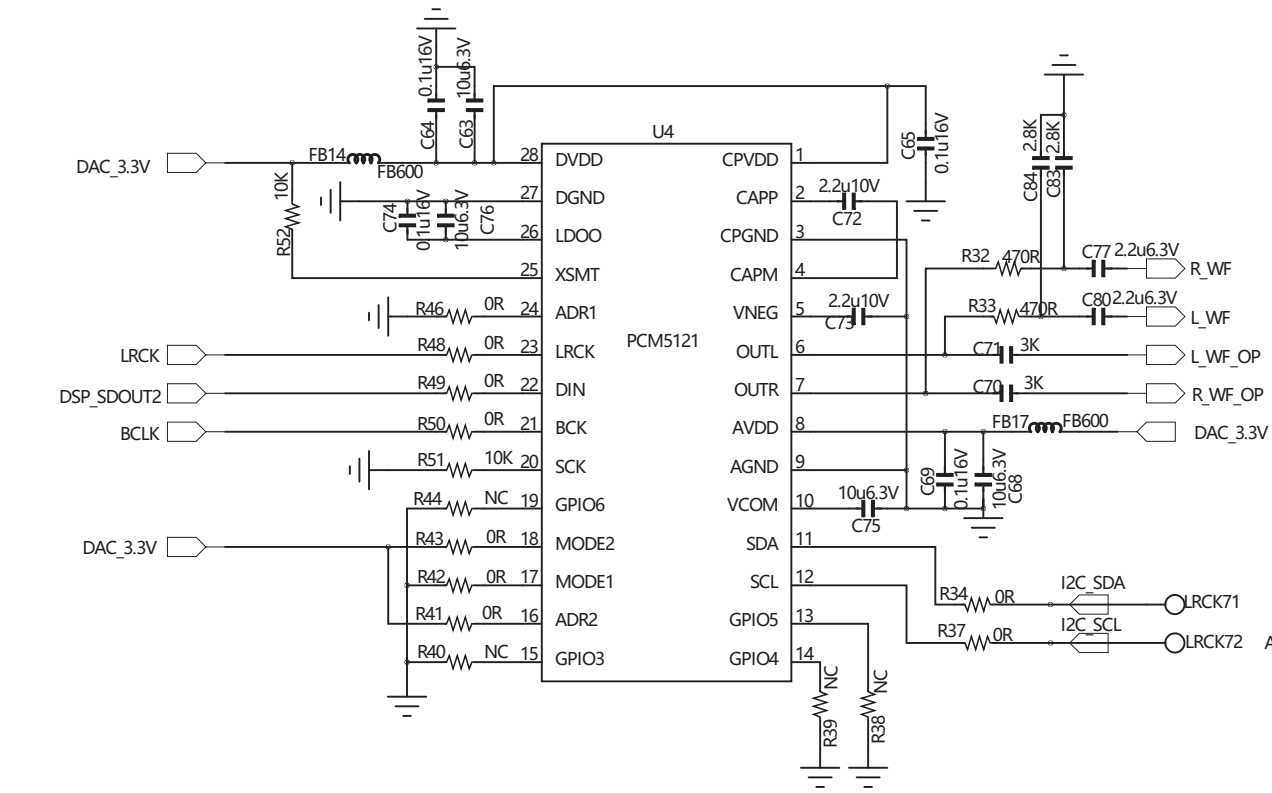 0.1u16V
10u6.3V
C64
C63
U4
DAC_3.3V
FB14
FB600
28
DVDD
CPVDD
1
C65
0.1u16V
C84
2.8K
C83
2.8K
10K
R52
27
DGND
CAPP
2
2.2u10V
C72
C74
0.1u16V
10u6.3V
C76
26
LDOO
CPGND
3
25
XSMT
CAPM
4
R32
470R
C77
2.2u6.3V
R_WF
R46
0R
24
ADR1
VNEG
5
2.2u10V
C73
R33
470R
C80
2.2u6.3V
L_WF
PCM5121
LRCK
R48
0R
23
LRCK
OUTL
6
C71
3K
L_WF_OP
DSP_SDOUT2
R49
0R
22
DIN
OUTR
7
C70
3K
R_WF_OP
BCLK
R50
0R
21
BCK
AVDD
8
FB17
FB600
DAC_3.3V
R51
10K
20
SCK
AGND
9
C69
0.1u16V
10u6.3V
C68
R44
NC
19
GPIO6
VCOM
10
10u6.3V
C75
DAC_3.3V
R43
0R
18
MODE2
SDA
11
R42
0R
17
MODE1
SCL
12
R34
0R
I2C_SDA
LRCK71
R41
0R
16
ADR2
GPIO5
13
R37
0R
I2C_SCL
LRCK72
A
R40
NC
15
GPIO3
GPIO4
14
NC
R39
NC
R38